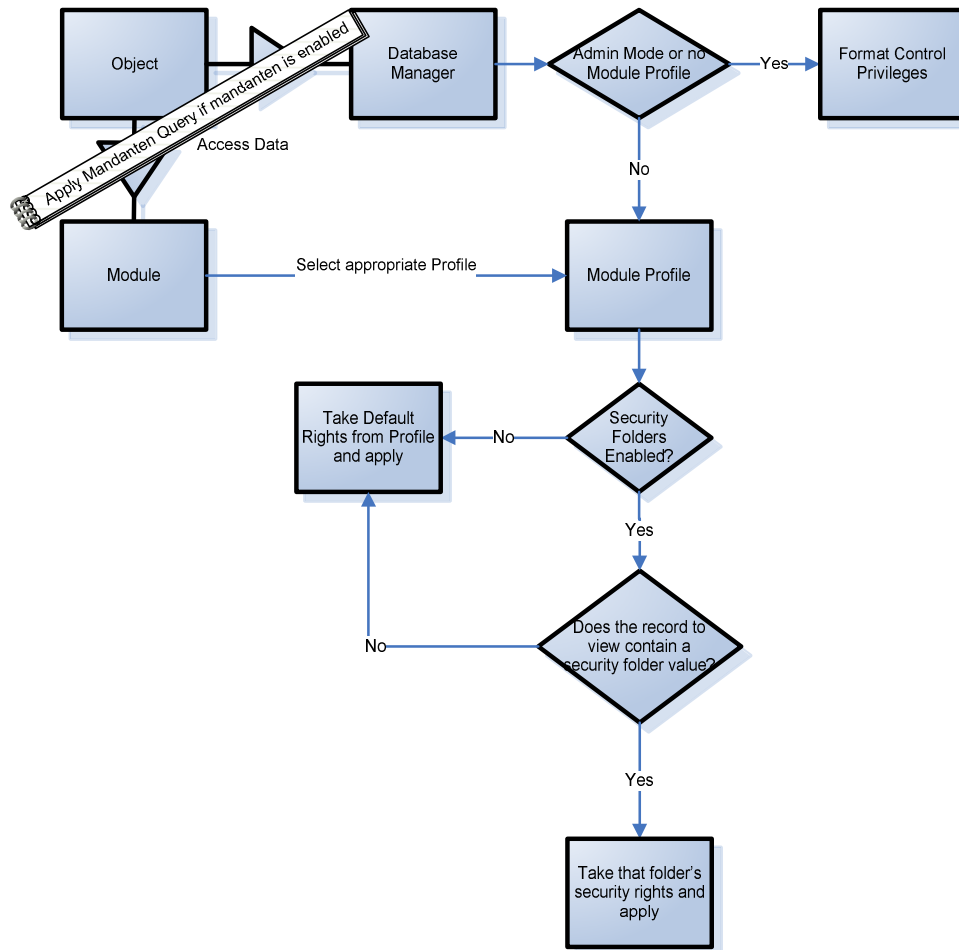 Object
Database
Manager
Admin Mode or no
Module Profile
Yes
Format Control
Privileges
Apply Mandanten Query if mandanten is enabled
Access Data
No
Module
Select appropriate Profile
Module Profile
Take Default
Rights from Profile
and apply
No
Security
Folders
Enabled?
Yes
No
Does the record to
view contain a
security folder value?
Yes
Take that folder's
security rights and
apply